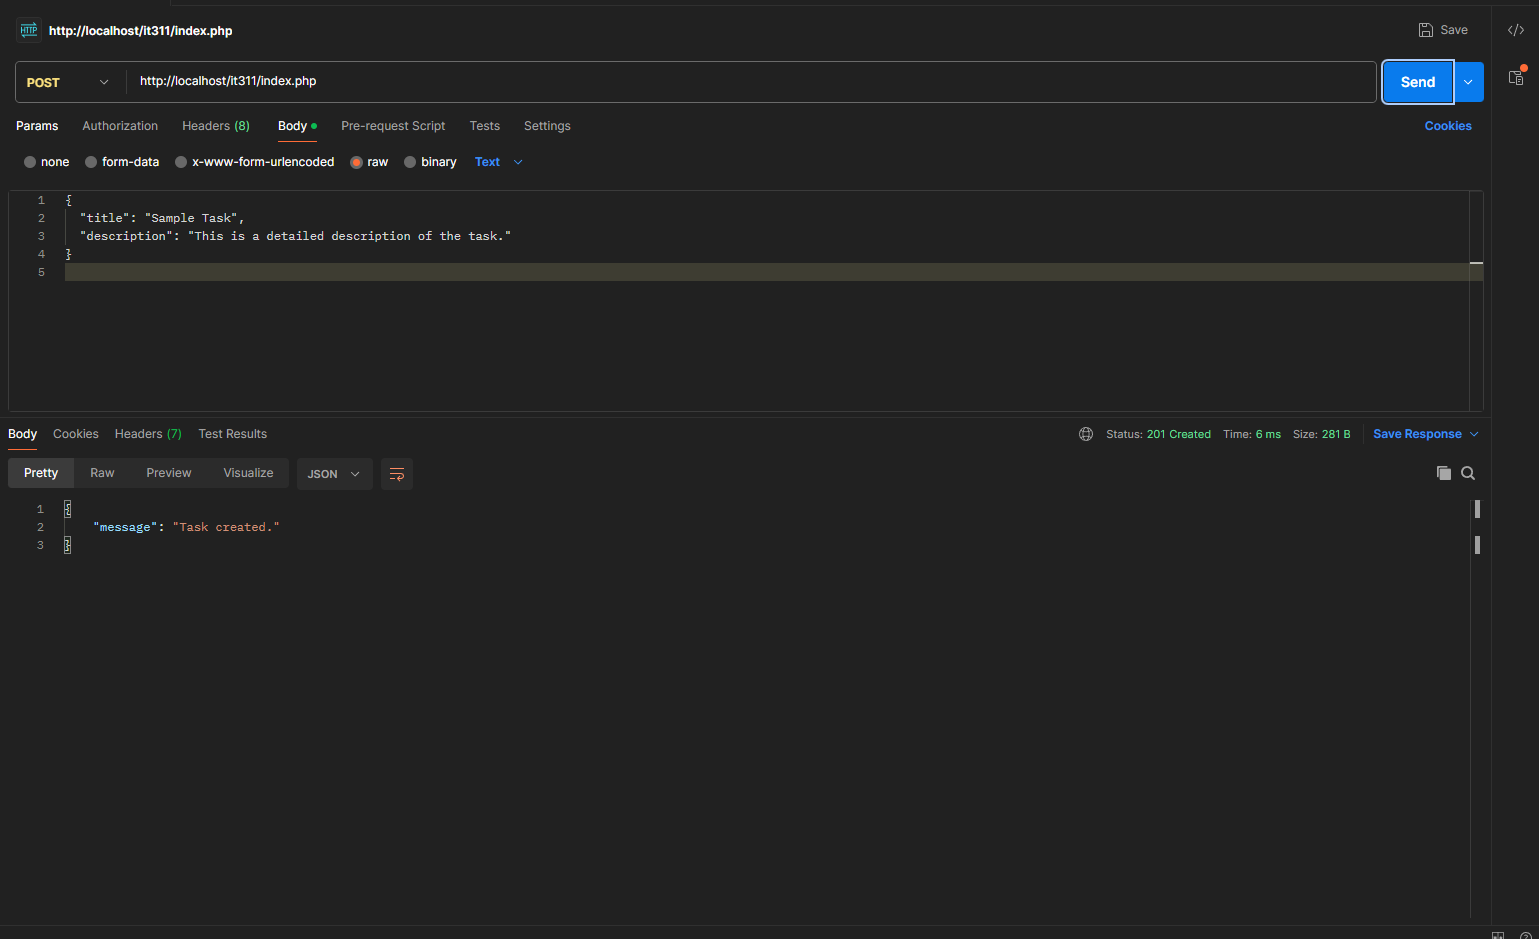 HTTP http://localhost/it311/index.php Save </>
POST http://localhost/it311/index.php Send
Params Authorization Headers (8) Body Pre-request Script Tests Settings Cookies
none form-data x-www-form-urlencoded raw binary Text
1 {
2 "title": "Sample Task",
3 "description": "This is a detailed description of the task."
4 }
5
Body Cookies Headers (7) Test Results Status: 201 Created Time: 6 ms Size: 281 B Save Response
Pretty Raw Preview Visualize JSON
1 {
2 "message": "Task created."
3 }